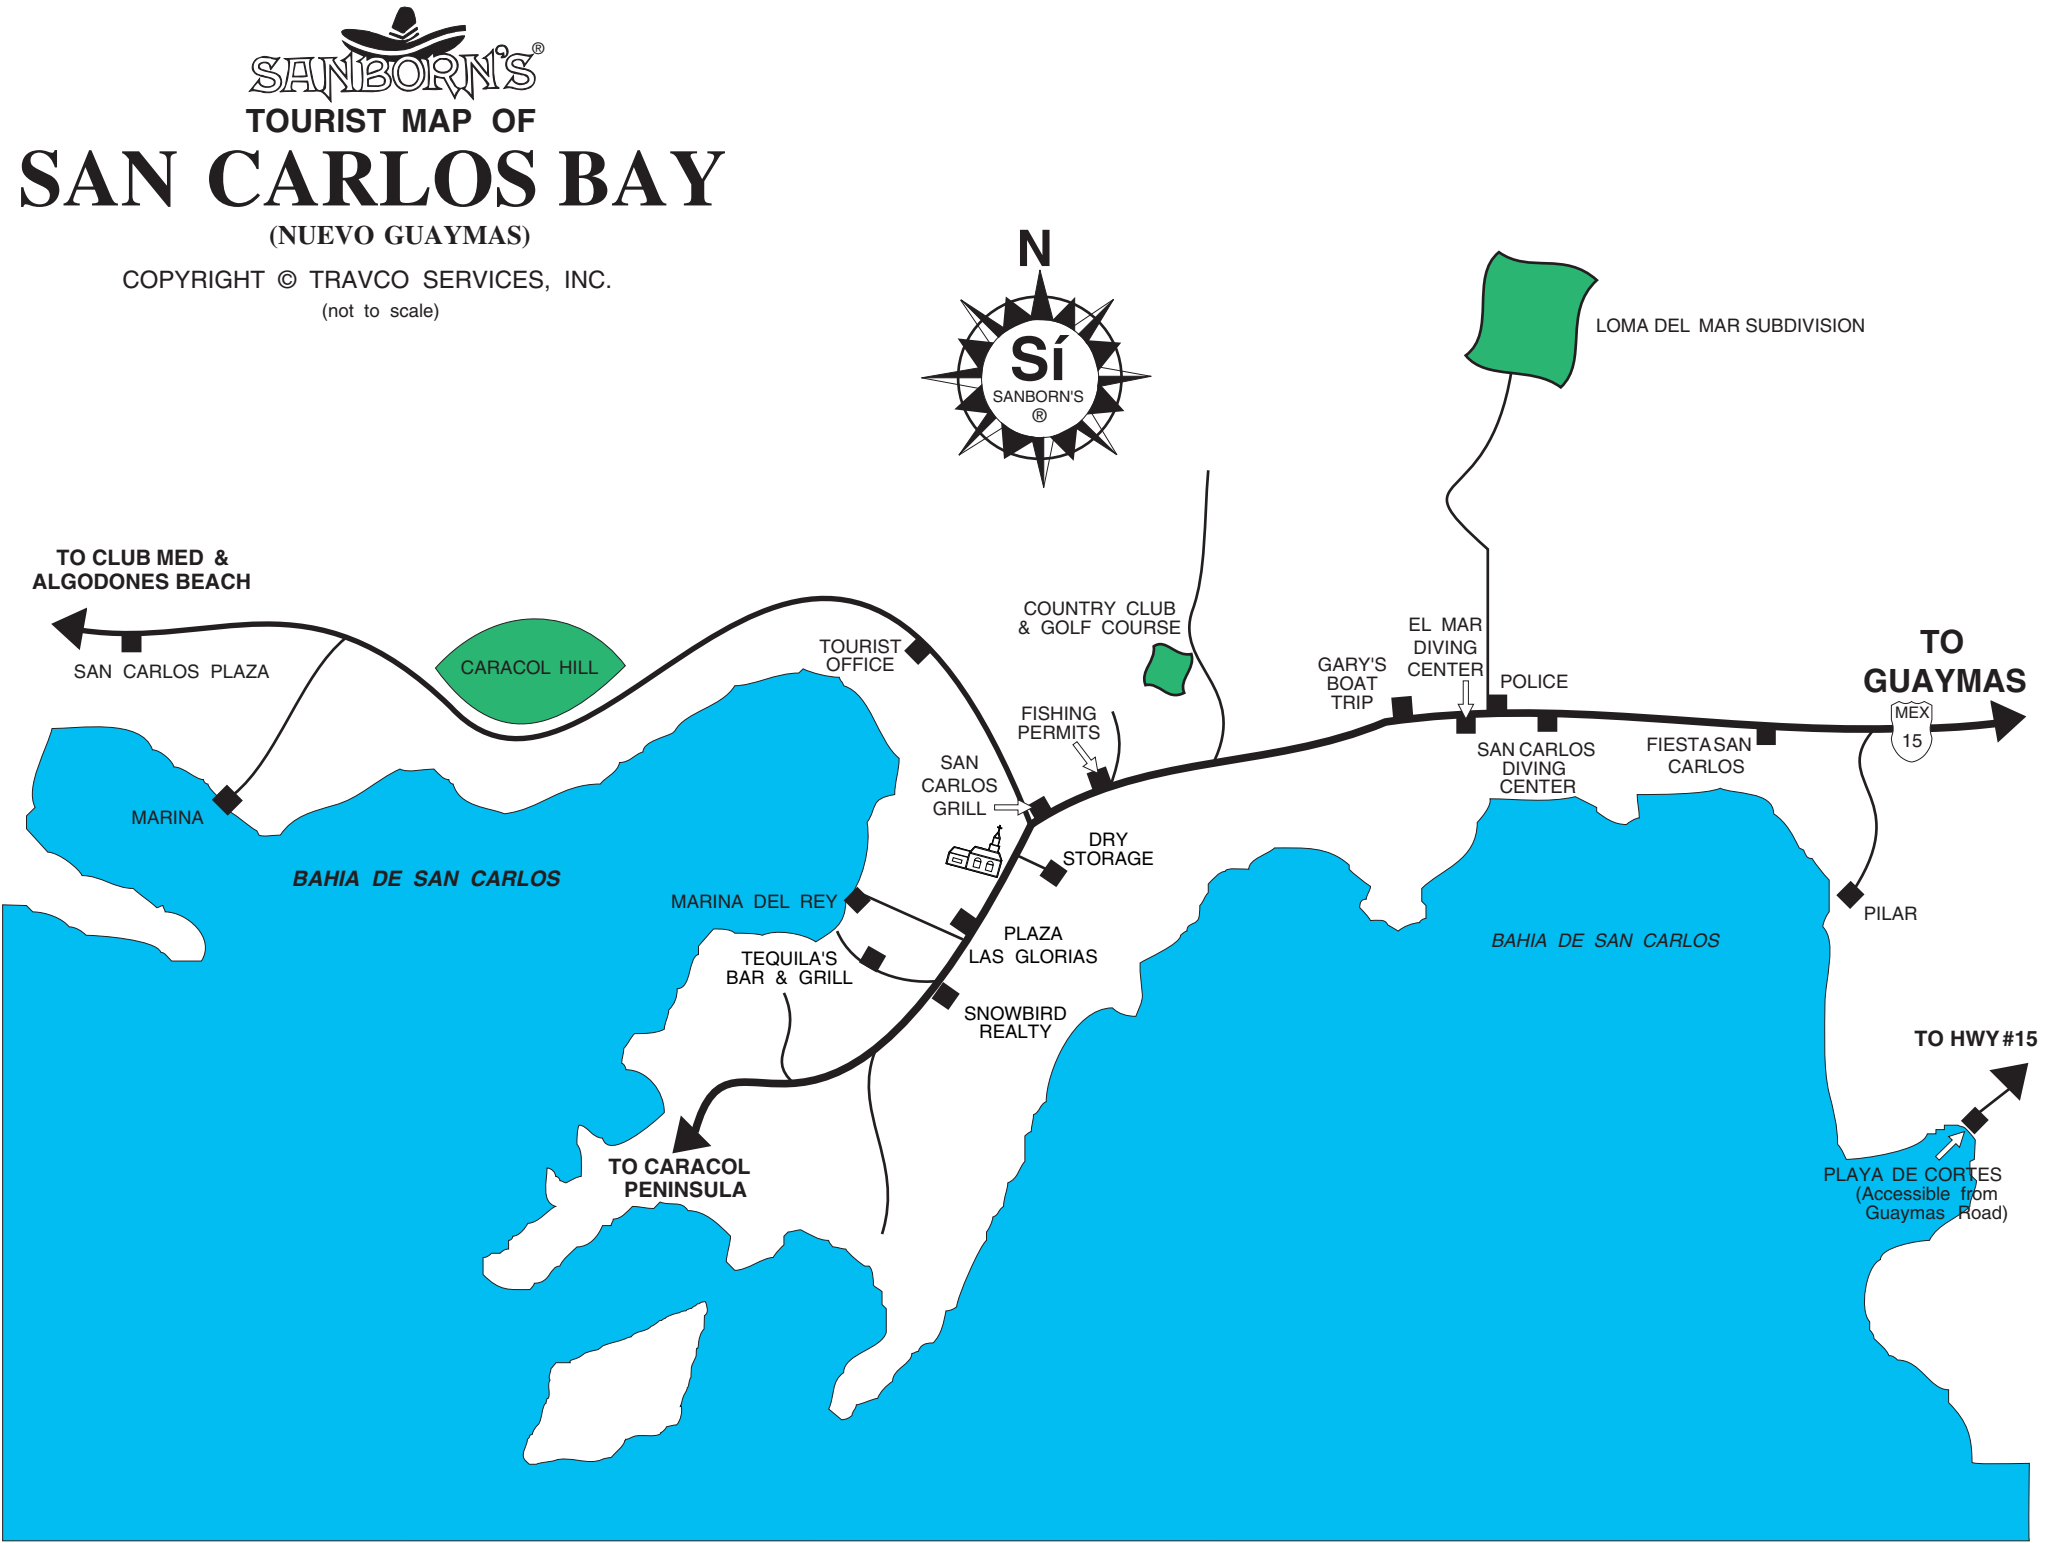 SANBORN'S®
TOURIST MAP OF
SAN CARLOS BAY
(NUEVO GUAYMAS)
COPYRIGHT © TRAVCO SERVICES, INC.
(not to scale)
N
Sí
SANBORN'S
®
LOMA DEL MAR SUBDIVISION
TO CLUB MED &
ALGODONES BEACH
SAN CARLOS PLAZA
CARACOL HILL
TOURIST
OFFICE
COUNTRY CLUB
& GOLF COURSE
FISHING
PERMITS
SAN
CARLOS
GRILL
GARY'S
BOAT
TRIP
EL MAR
DIVING
CENTER
POLICE
SAN CARLOS
DIVING
CENTER
FIESTA SAN
CARLOS
TO
GUAYMAS
MEX
15
MARINA
BAHIA DE SAN CARLOS
DRY
STORAGE
MARINA DEL REY
PLAZA
LAS GLORIAS
TEQUILA'S
BAR & GRILL
SNOWBIRD
REALTY
PILAR
BAHIA DE SAN CARLOS
TO HWY #15
TO CARACOL
PENINSULA
PLAYA DE CORTES
(Accessible from
Guaymas Road)